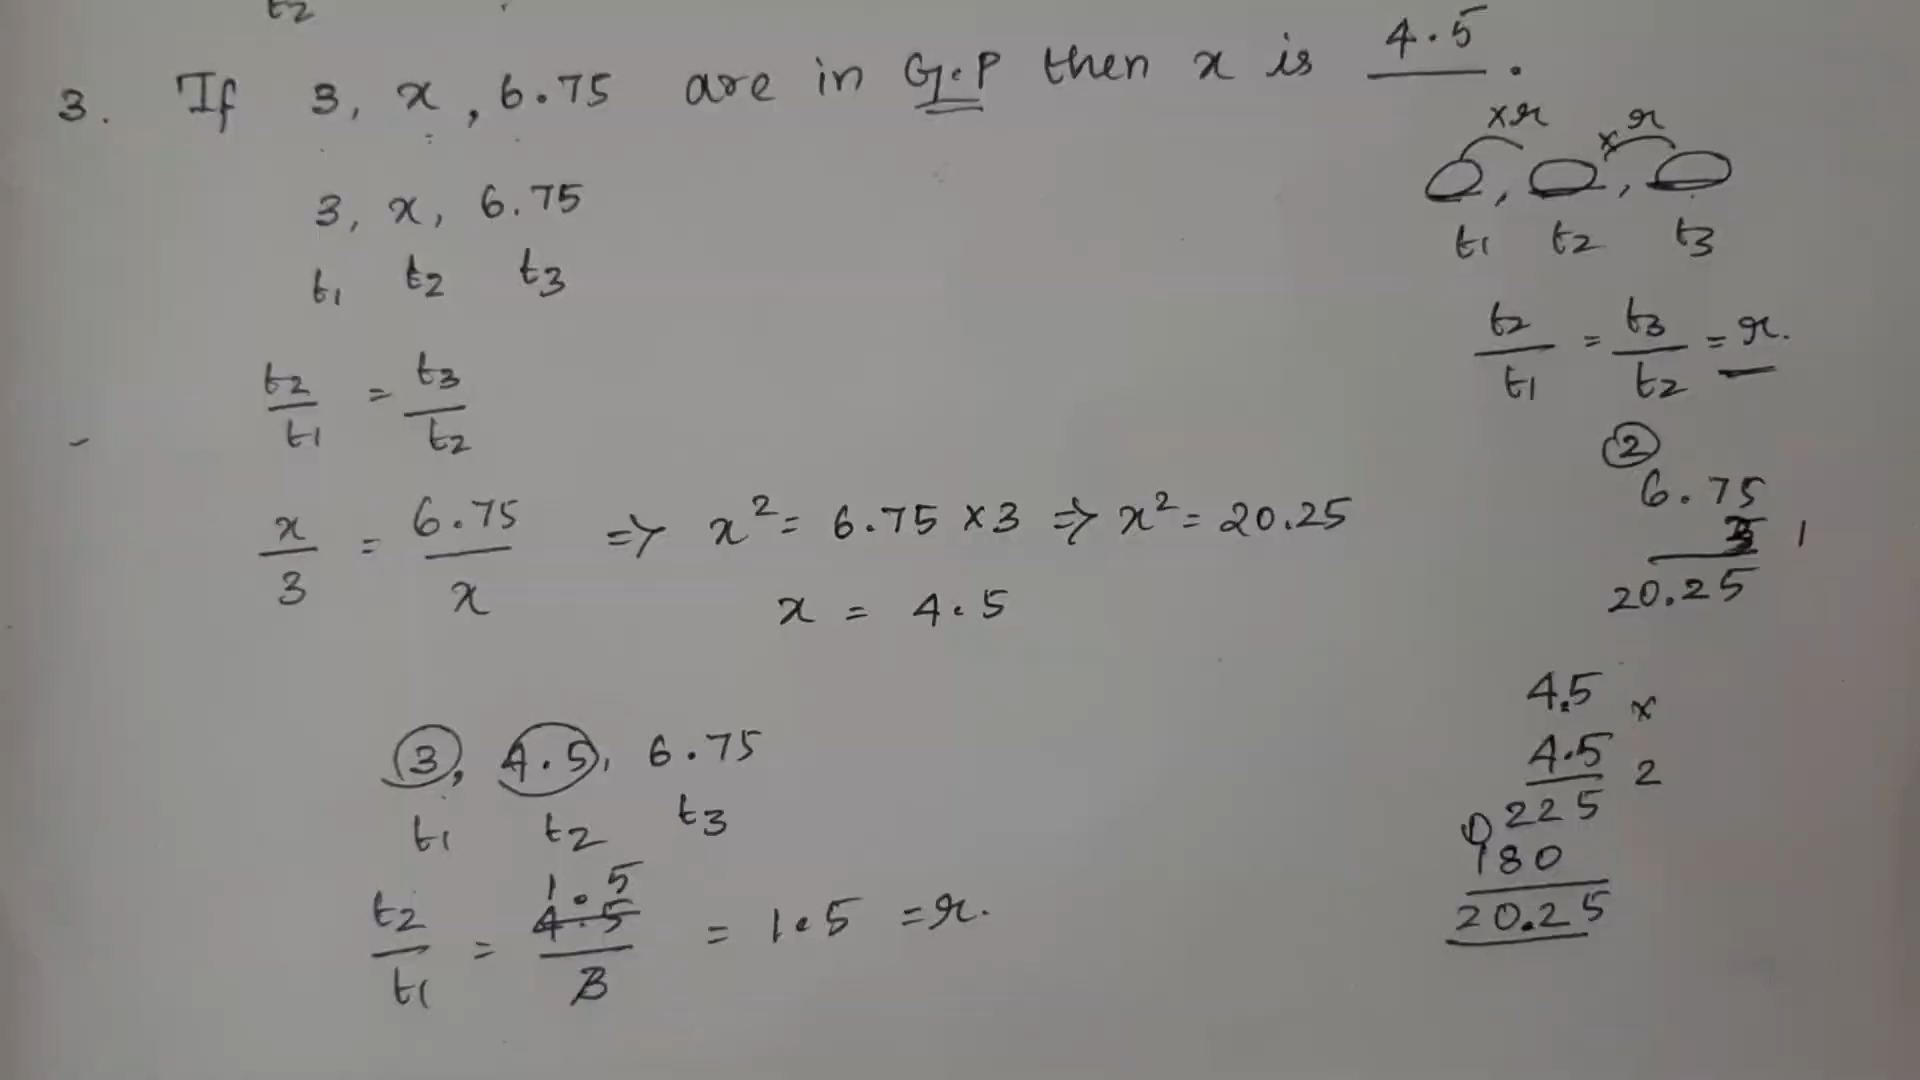 t2
3. If 3, x, 6.75 are in G.P then x is 4.5.
×r ×r
t1 t2 t3
3, x, 6.75
t1 t2 t3
t2/t1 = t3/t2 = r.
t2/t1 = t3/t2
x/3 = 6.75/x => x² = 6.75 × 3 => x² = 20.25
x = 4.5
2
6.75
3 1
20.25
4.5 ×
4.5 2
225
180
20.25
3, 4.5, 6.75
t1 t2 t3
1.5
t2/t1 = 4.5/3 = 1.5 = r.